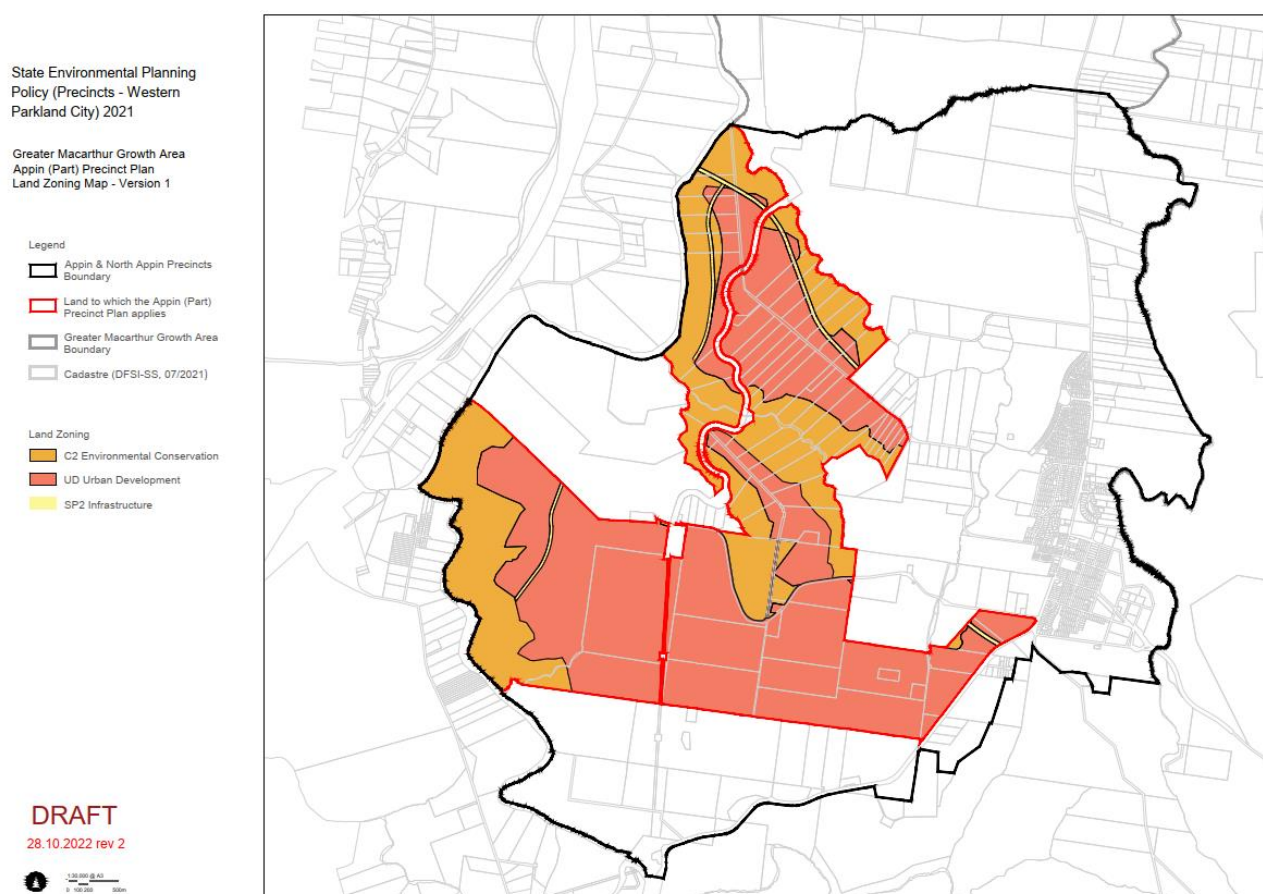 State Environmental Planning
Policy (Precincts - Western
Parkland City) 2021
Greater Macarthur Growth Area
Appin (Part) Precinct Plan
Land Zoning Map - Version 1
Legend
Appin & North Appin Precincts
Boundary
Land to which the Appin (Part)
Precinct Plan applies
Greater Macarthur Growth Area
Boundary
Cadastre (DFSI-SS, 07/2021)
Land Zoning
C2 Environmental Conservation
UD Urban Development
SP2 Infrastructure
DRAFT
28.10.2022 rev 2